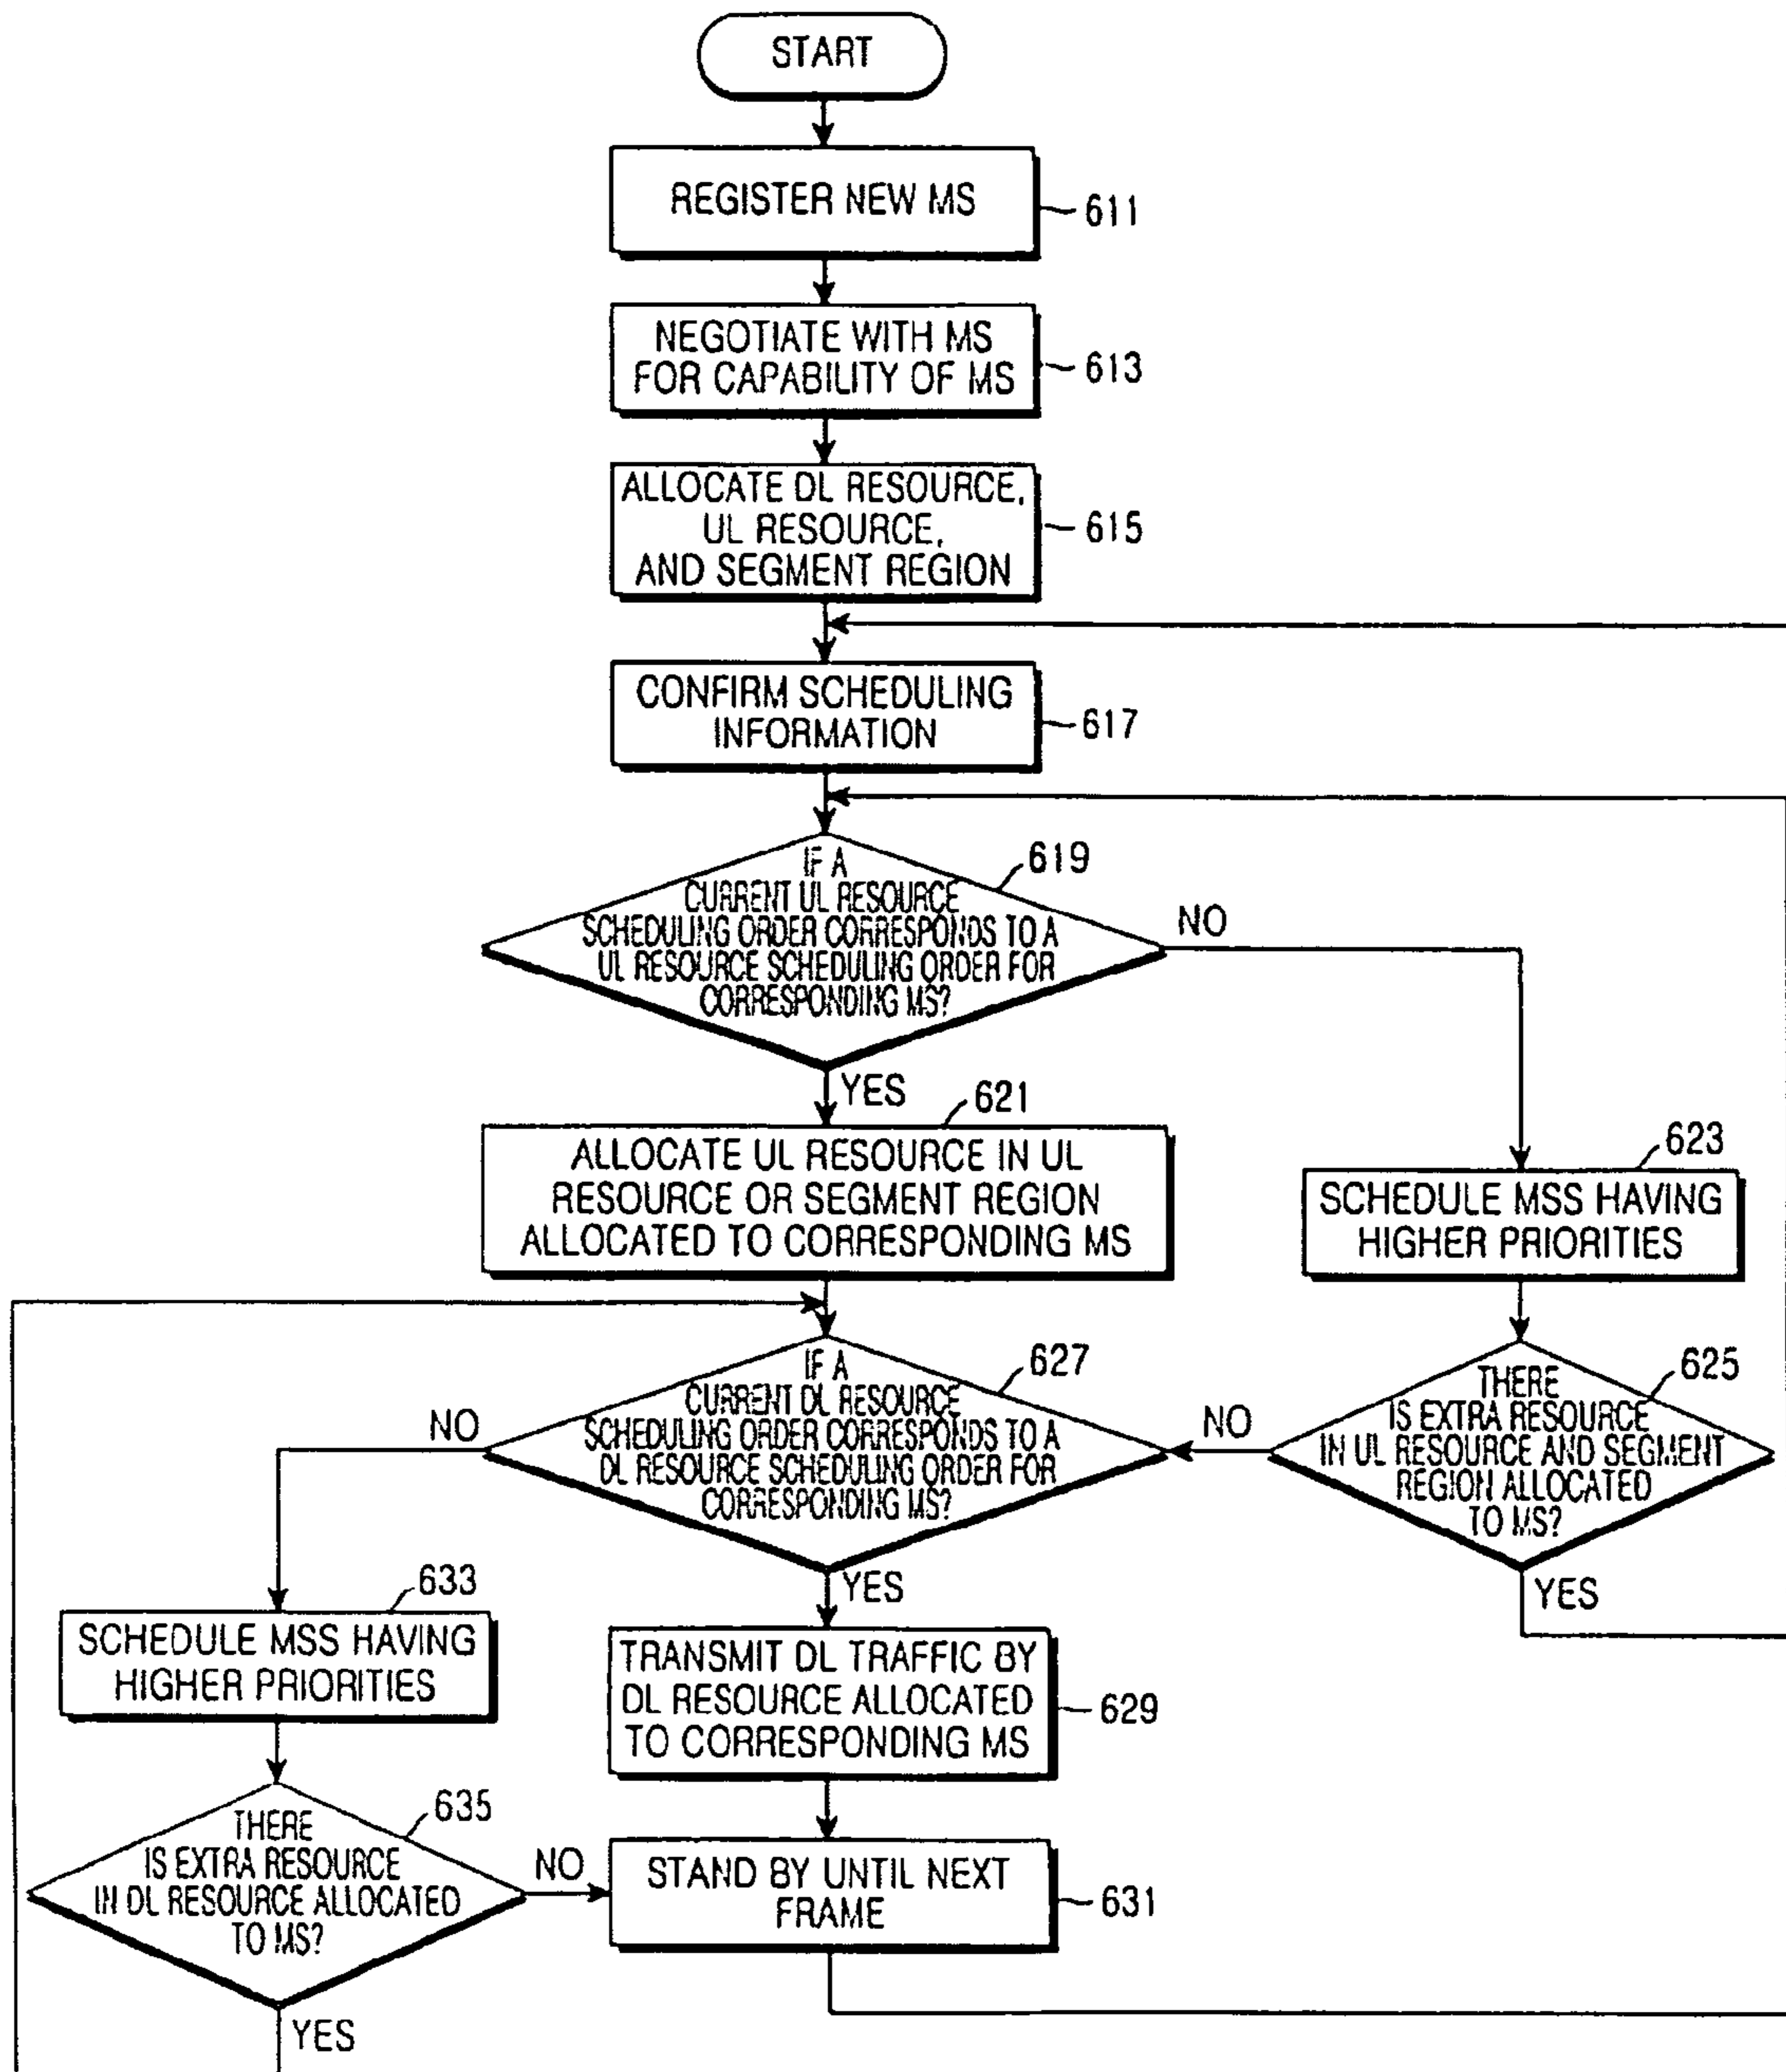 START
REGISTER NEW MS
611
NEGOTIATE WITH MS
FOR CAPABILITY OF MS
613
ALLOCATE DL RESOURCE,
UL RESOURCE,
AND SEGMENT REGION
615
CONFIRM SCHEDULING
INFORMATION
617
IF A
CURRENT UL RESOURCE
SCHEDULING ORDER CORRESPONDS TO A
UL RESOURCE SCHEDULING ORDER FOR
CORRESPONDING MS?
619
NO
YES
621
ALLOCATE UL RESOURCE IN UL
RESOURCE OR SEGMENT REGION
ALLOCATED TO CORRESPONDING MS
623
SCHEDULE MSS HAVING
HIGHER PRIORITIES
IF A
CURRENT DL RESOURCE
SCHEDULING ORDER CORRESPONDS TO A
DL RESOURCE SCHEDULING ORDER FOR
CORRESPONDING MS?
627
NO
YES
THERE
IS EXTRA RESOURCE
IN UL RESOURCE AND SEGMENT
REGION ALLOCATED
TO MS?
625
NO
YES
633
SCHEDULE MSS HAVING
HIGHER PRIORITIES
TRANSMIT DL TRAFFIC BY
DL RESOURCE ALLOCATED
TO CORRESPONDING MS
629
THERE
IS EXTRA RESOURCE
IN DL RESOURCE ALLOCATED
TO MS?
635
NO
YES
STAND BY UNTIL NEXT
FRAME
631